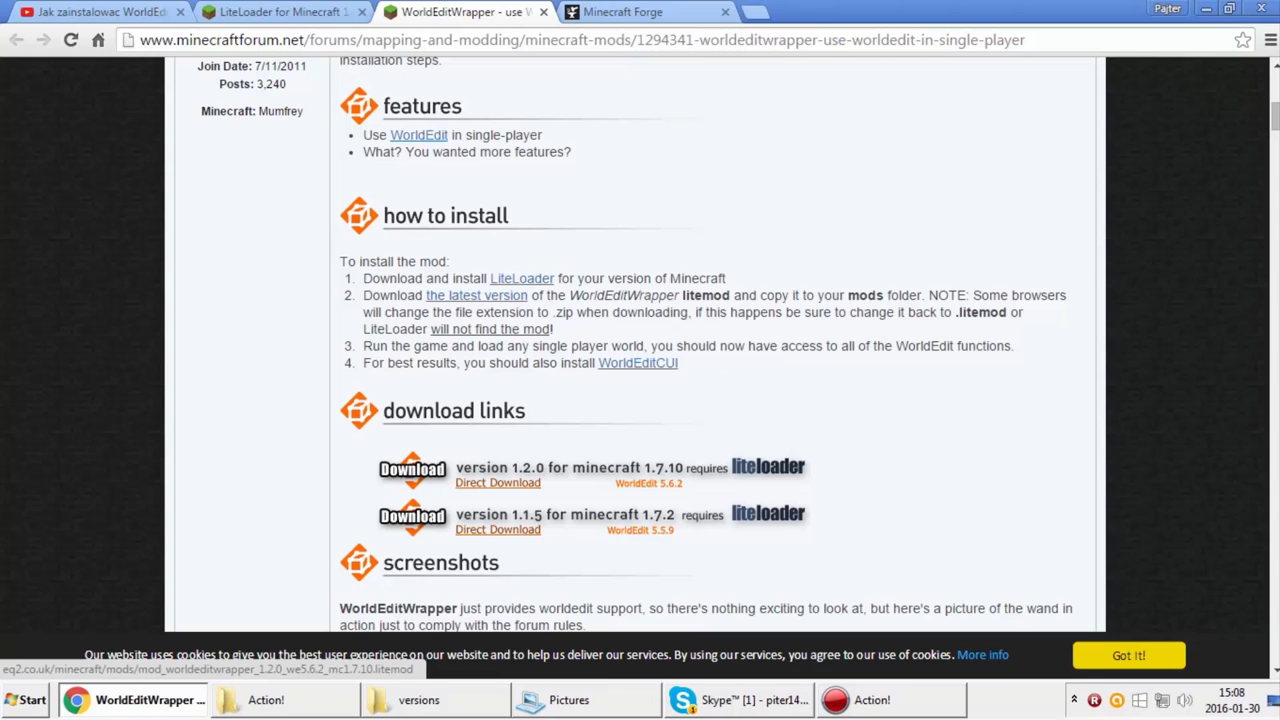 Jak zainstalowac WorldEd
LiteLoader for Minecraft 1.
WorldEditWrapper - use W
Minecraft Forge
Pajter
www.minecraftforum.net/forums/mapping-and-modding/minecraft-mods/1294341-worldeditwrapper-use-worldedit-in-single-player
installation steps.
Join Date: 7/11/2011
Posts: 3,240
Minecraft: Mumfrey
features
• Use WorldEdit in single-player
• What? You wanted more features?
how to install
To install the mod:
1. Download and install LiteLoader for your version of Minecraft
2. Download the latest version of the WorldEditWrapper litemod and copy it to your mods folder. NOTE: Some browsers
will change the file extension to .zip when downloading, if this happens be sure to change it back to .litemod or
LiteLoader will not find the mod!
3. Run the game and load any single player world, you should now have access to all of the WorldEdit functions.
4. For best results, you should also install WorldEditCUI
download links
Download version 1.2.0 for minecraft 1.7.10 requires liteloader
Direct Download WorldEdit 5.6.2
Download version 1.1.5 for minecraft 1.7.2 requires liteloader
Direct Download WorldEdit 5.5.9
screenshots
WorldEditWrapper just provides worldedit support, so there's nothing exciting to look at, but here's a picture of the wand in
action just to comply with the forum rules.
Our website uses cookies to give you the best user experience on our website and to help us deliver our services. By using our services, you agree to our use of cookies. More info
Got It!
eq2.co.uk/minecraft/mods/mod_worldeditwrapper_1.2.0_we5.6.2_mc1.7.10.litemod
Start
WorldEditWrapper ...
Action!
versions
Pictures
Skype™ [1] - piter14...
Action!
15:08
2016-01-30